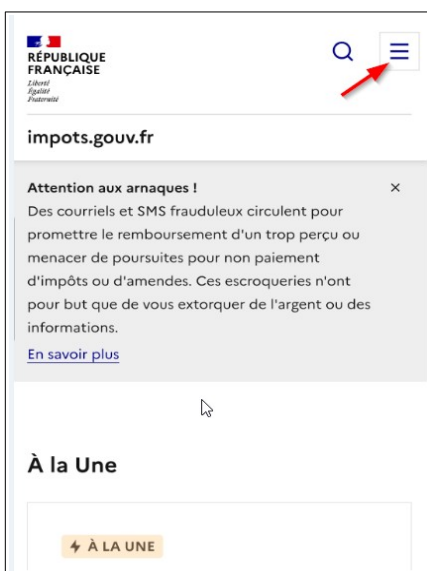 RÉPUBLIQUE
FRANÇAISE
Liberté
Égalité
Fraternité
impots.gouv.fr
Attention aux arnaques !
Des courriels et SMS frauduleux circulent pour
promettre le remboursement d'un trop perçu ou
menacer de poursuites pour non paiement
d'impôts ou d'amendes. Ces escroqueries n'ont
pour but que de vous extorquer de l'argent ou des
informations.
En savoir plus
À la Une
À LA UNE